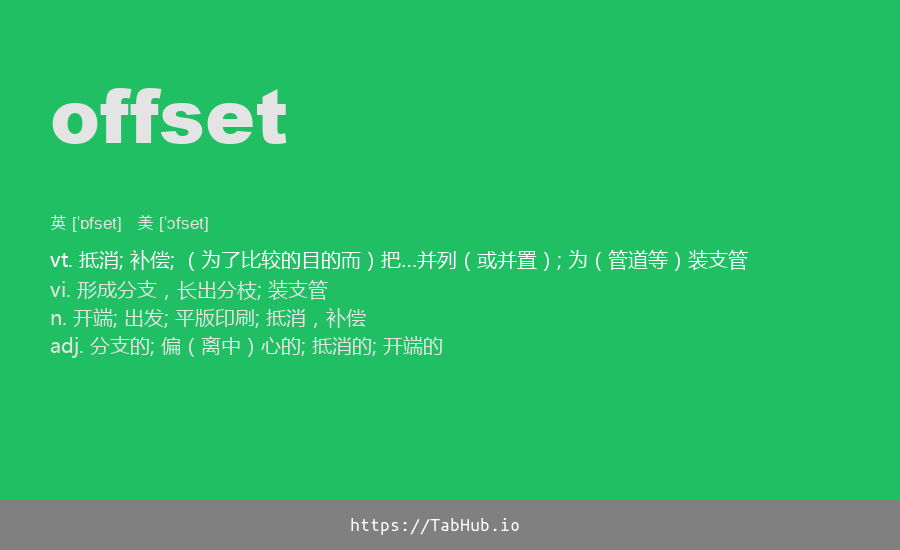 offset
英 [ˈɒfset] 美 [ˈɔfset]
vt. 抵消; 补偿; （为了比较的目的而）把…并列（或并置）; 为（管道等）装支管
vi. 形成分支，长出分枝; 装支管
n. 开端; 出发; 平版印刷; 抵消，补偿
adj. 分支的; 偏（离中）心的; 抵消的; 开端的
https://TabHub.io